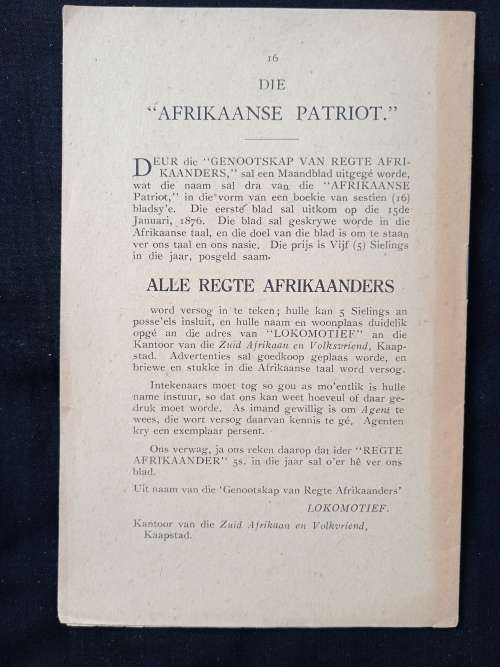 16
DIE
“AFRIKAANSE PATRIOT.”
DEUR die “GENOOTSKAP VAN REGTE AFRI-
KAANDERS,” sal een Maandblad uitgegé worde,
wat die naam sal dra van die “AFRIKAANSE
Patriot,” in die vorm van een boekie van sestien (16)
bladsy’e. Die eerste blad sal uitkom op die 15de
Januari, 1876. Die blad sal geskrywe worde in die
Afrikaanse taal, en die doel van die blad is om te staan
ver ons taal en ons nasie. Die prijs is Vijf (5) Sielings
in die jaar, posgeld saam.
ALLE REGTE AFRIKAANDERS
word versog in te teken; hulle kan 5 Sielings an
posse’els insluit, en hulle naam en woonplaas duidelik
opgé an die adres van “LOKOMOTIEF” an die
Kantoor van die Zuid Afrikaan en Volksvriend, Kaap-
stad. Advertenties sal goedkoop geplaas worde, en
briewe en stukke in die Afrikaanse taal word versog.
Intekenaars moet tog so gou as mo’entlik is hulle
name instuur, so dat ons kan weet hoeveul of daar ge-
druk moet worde. As imand gewillig is om Agent te
wees, die wort versog daarvan kennis te gé. Agenten
kry een exemplaar persent.
Ons verwag, ja ons reken daarop dat ider “REGTE
AFRIKAANDER” 5s. in die jaar sal o’er hê ver ons
blad.
Uit naam van die ‘Genootskap van Regte Afrikaanders’
LOKOMOTIEF.
Kantoor van die Zuid Afrikaan en Volkvriend,
Kaapstad.